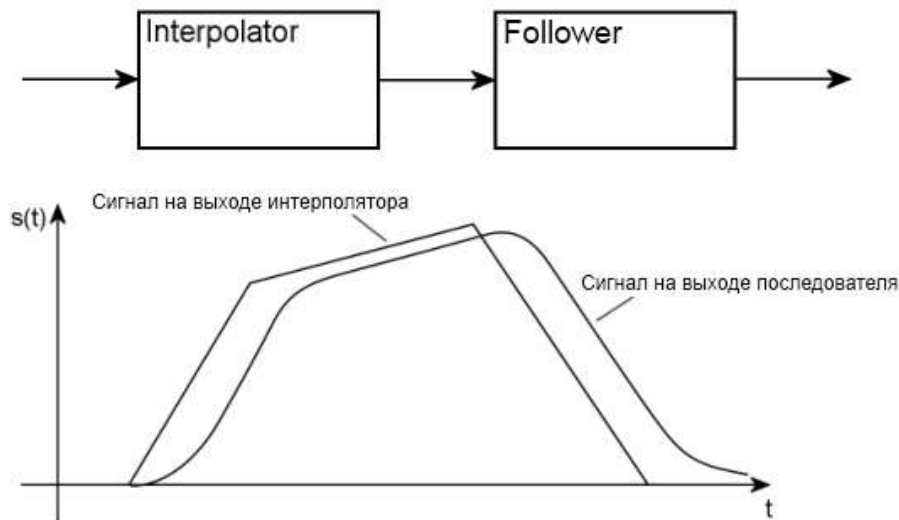 Interpolator
Follower
Сигнал на выходе интерполятора
s(t)
Сигнал на выходе последователя
t